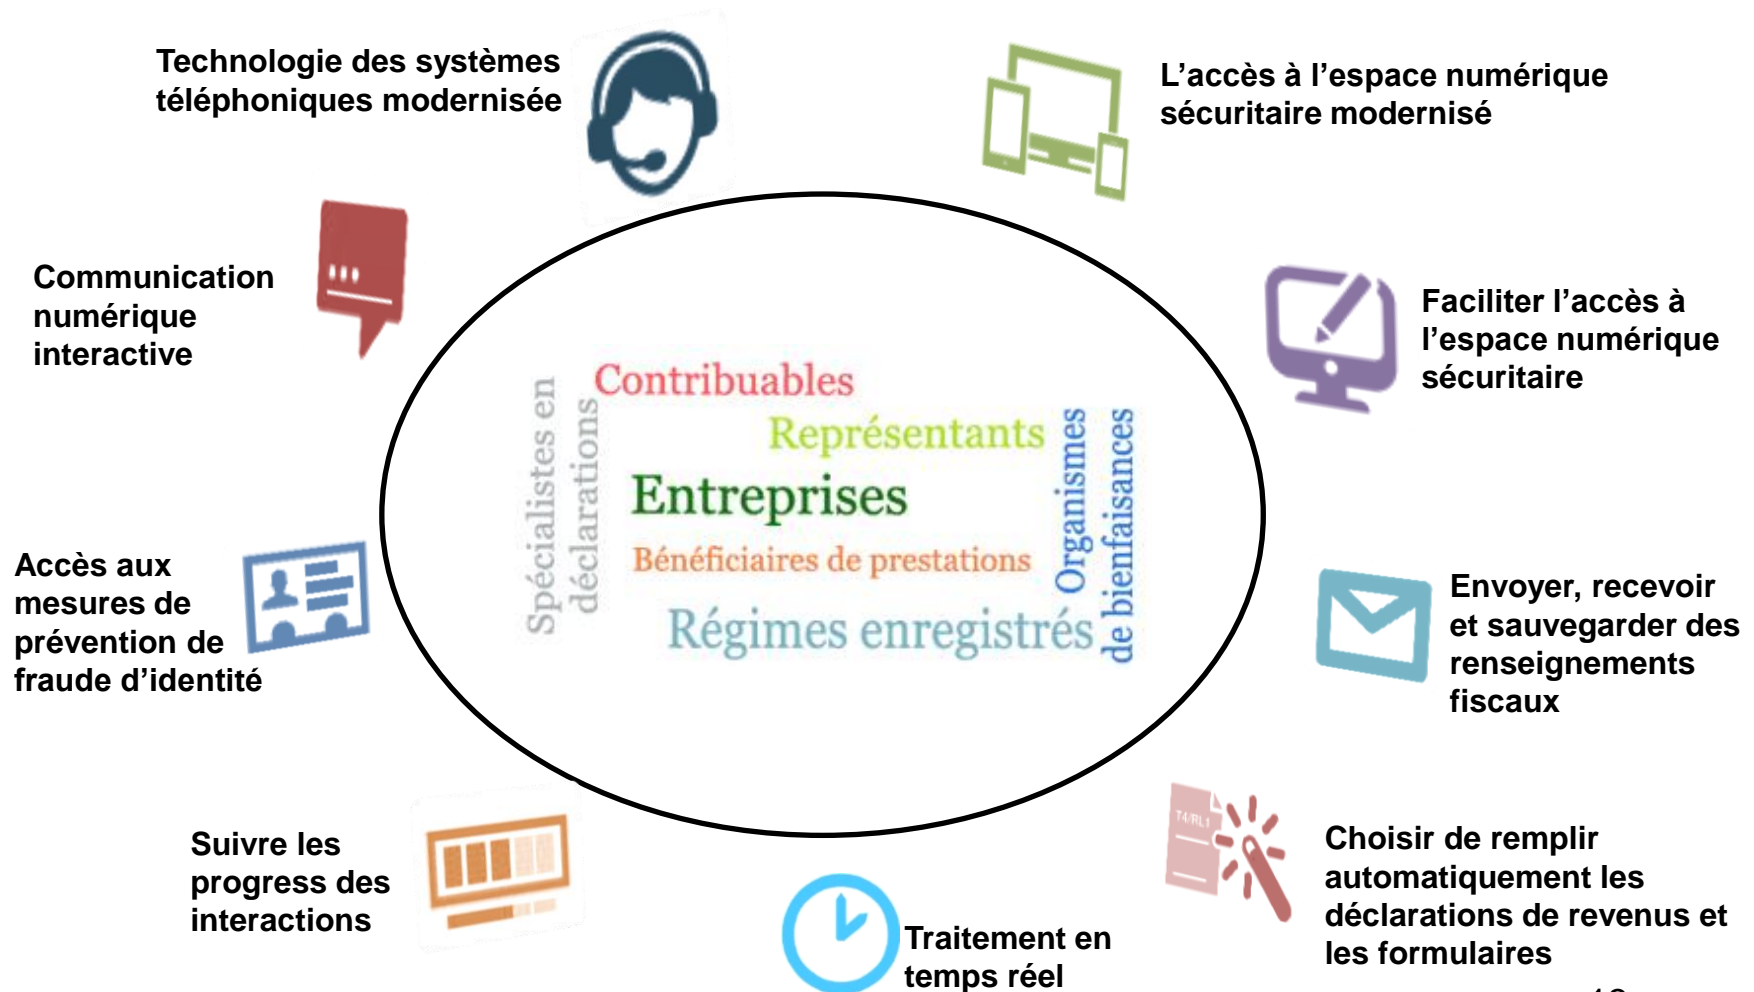 Technologie des systèmes
téléphoniques modernisée
L’accès à l’espace numérique
sécuritaire modernisé
Communication
numérique
interactive
Faciliter l’accès à
l’espace numérique
sécuritaire
Spécialistes en
déclarations
Contribuables
Représentants
Entreprises
Bénéficiaires de prestations
Régimes enregistrés
Organismes
de bienfaisances
Accès aux
mesures de
prévention de
fraude d’identité
Envoyer, recevoir
et sauvegarder des
renseignements
fiscaux
Suivre les
progress des
interactions
T4/RL1
Choisir de remplir
automatiquement les
déclarations de revenus et
les formulaires
Traitement en
temps réel